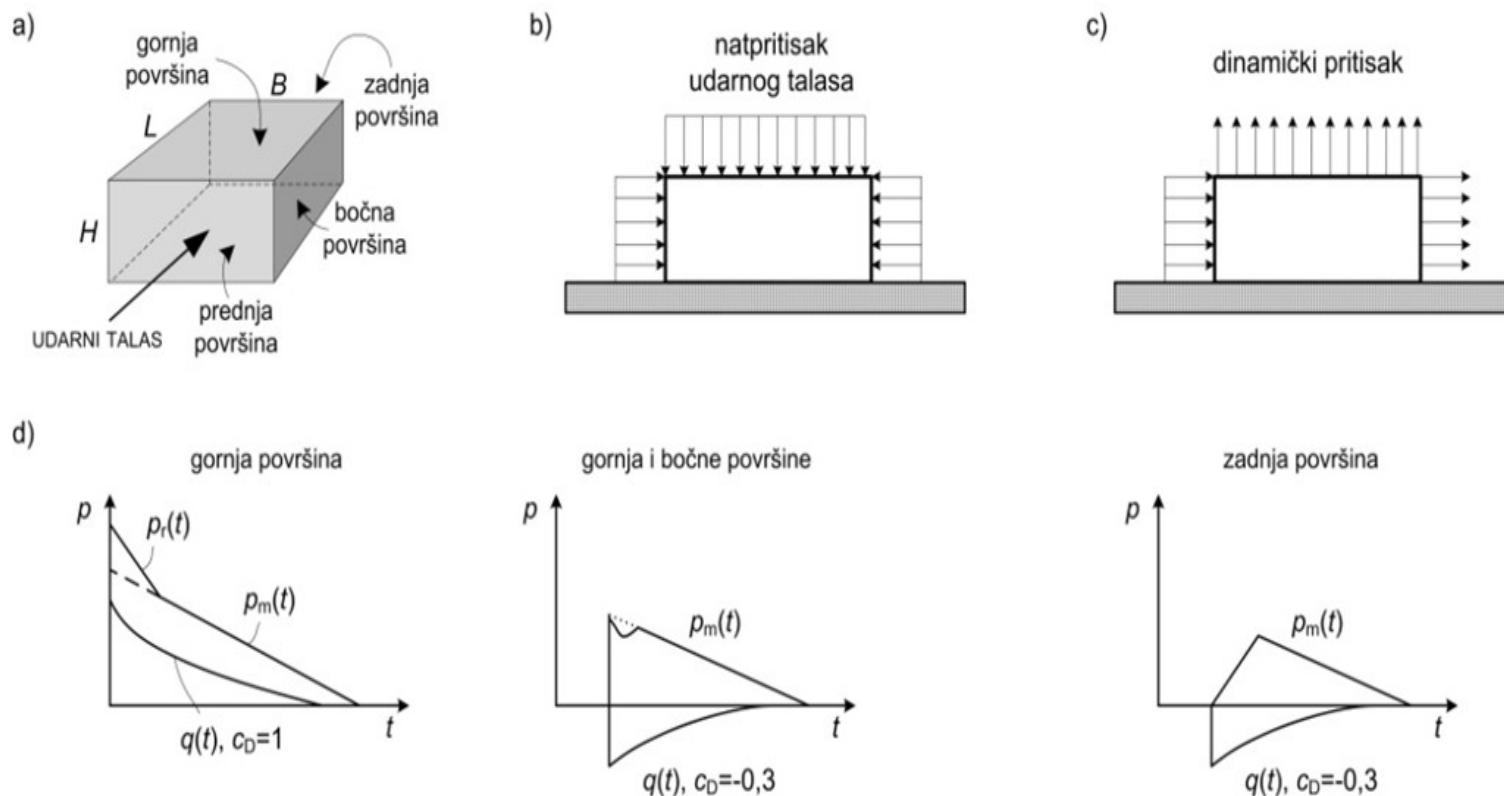 a)
gornja
površina
B
zadnja
površina
L
H
bočna
površina
prednja
površina
UDARNI TALAS
b)
natpritisak
udarnog talasa
c)
dinamički pritisak
d)
gornja površina
p
pr(t)
pm(t)
t
q(t), cD=1
gornja i bočne površine
p
pm(t)
t
q(t), cD=-0,3
zadnja površina
p
pm(t)
t
q(t), cD=-0,3